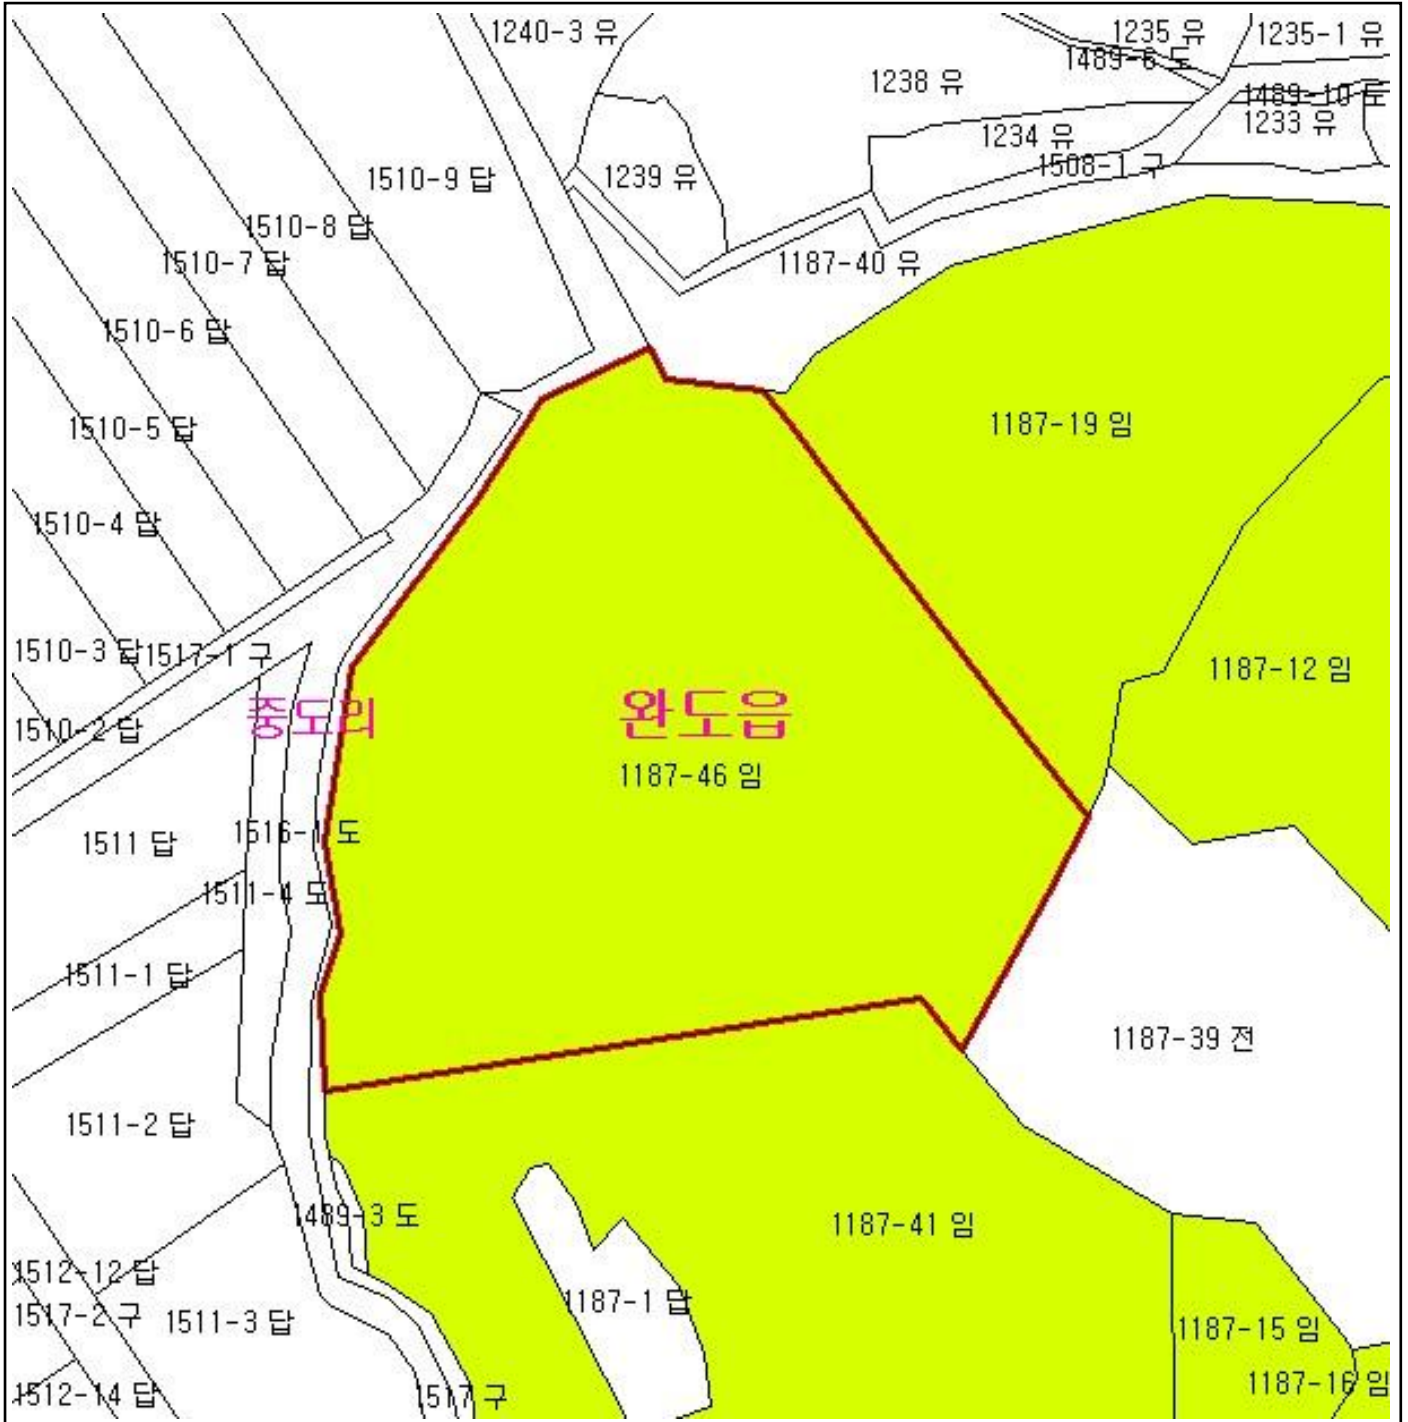 1240-3 유
1235 유
1235-1 유
1489-6 도
1238 유
1489-10 도
1233 유
1234 유
1508-1 구
1510-9 답
1239 유
1510-8 답
1510-7 답
1187-40 유
1510-6 답
1510-5 답
1187-19 임
1510-4 답
1510-3 답
1517-1 구
1187-12 임
중도리
완도읍
1510-2 답
1187-46 임
1516-1 도
1511 답
1511-4 도
1511-1 답
1187-39 전
1511-2 답
1489-3 도
1187-41 임
1512-12 답
1187-1 답
1517-2 구
1511-3 답
1187-15 임
1512-14 답
1517 구
1187-16 임